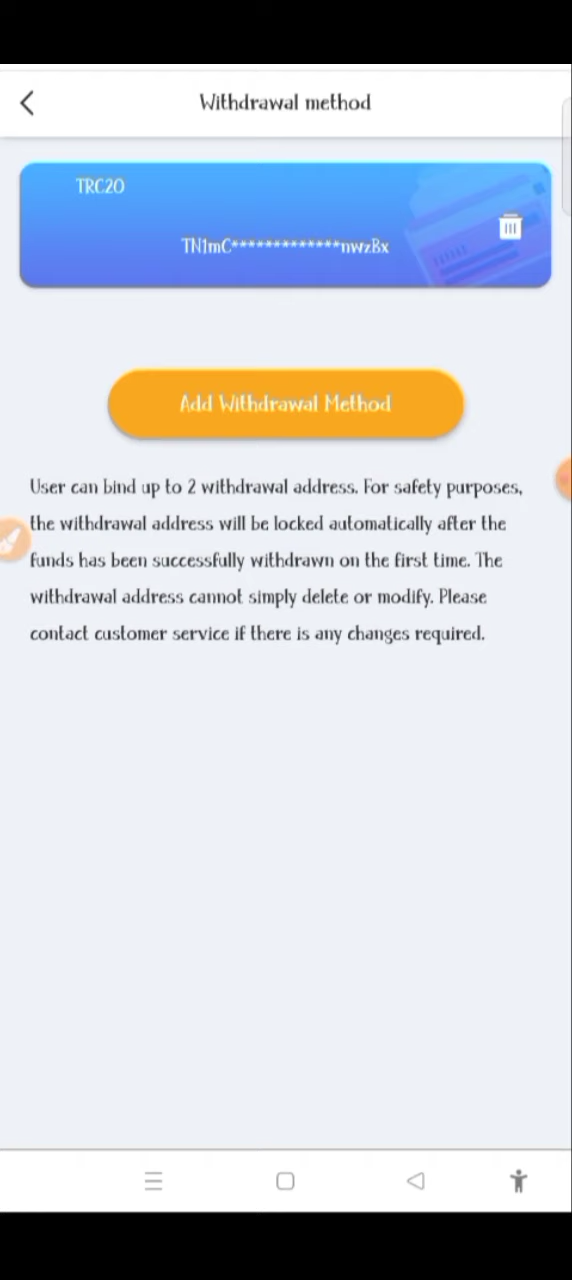 Withdrawal method
TRC20
TN1mC*************nwzBx
Add Withdrawal Method
User can bind up to 2 withdrawal address. For safety purposes,
the withdrawal address will be locked automatically after the
funds has been successfully withdrawn on the first time. The
withdrawal address cannot simply delete or modify. Please
contact customer service if there is any changes required.